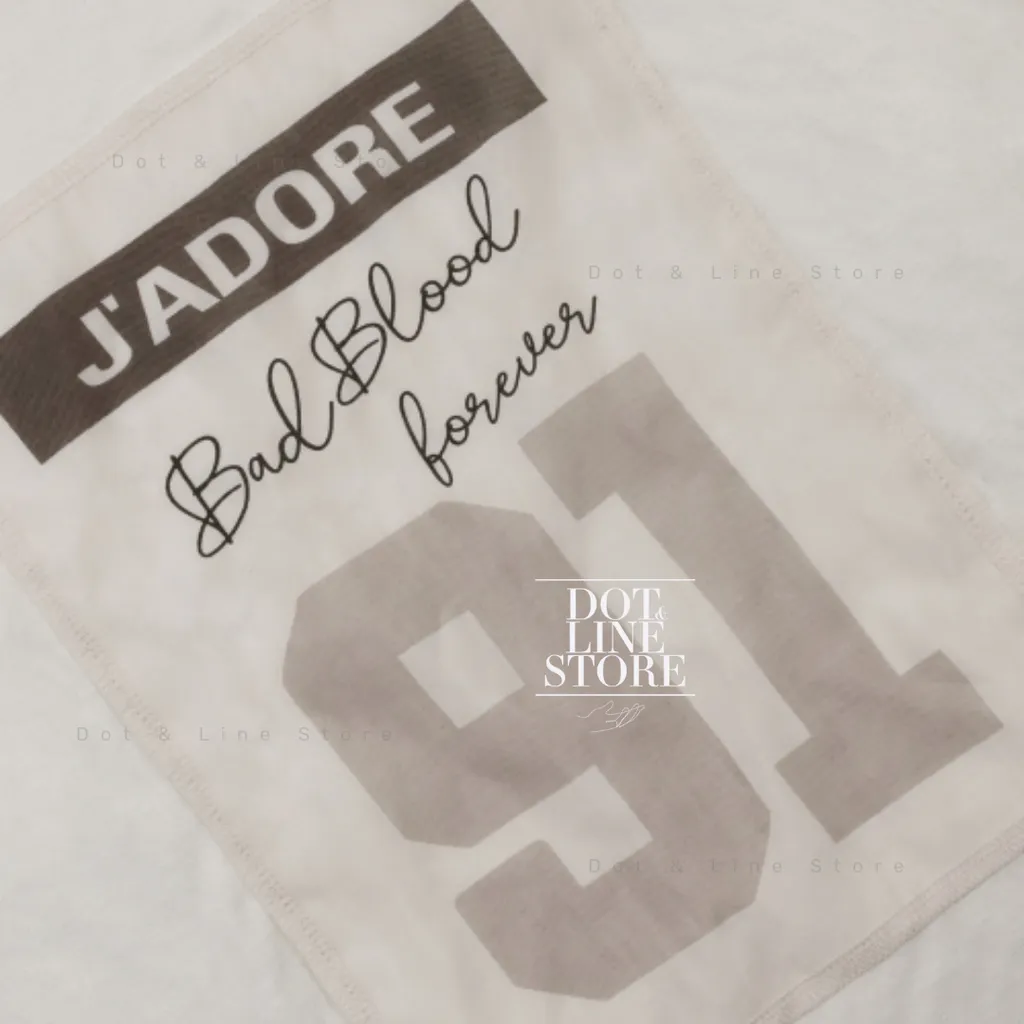 J'ADORE
Bad Blood
forever
91
DOT &
LINE
STORE
Dot & Line Store
Dot & Line Store
Dot & Line Store
Dot & Line Store